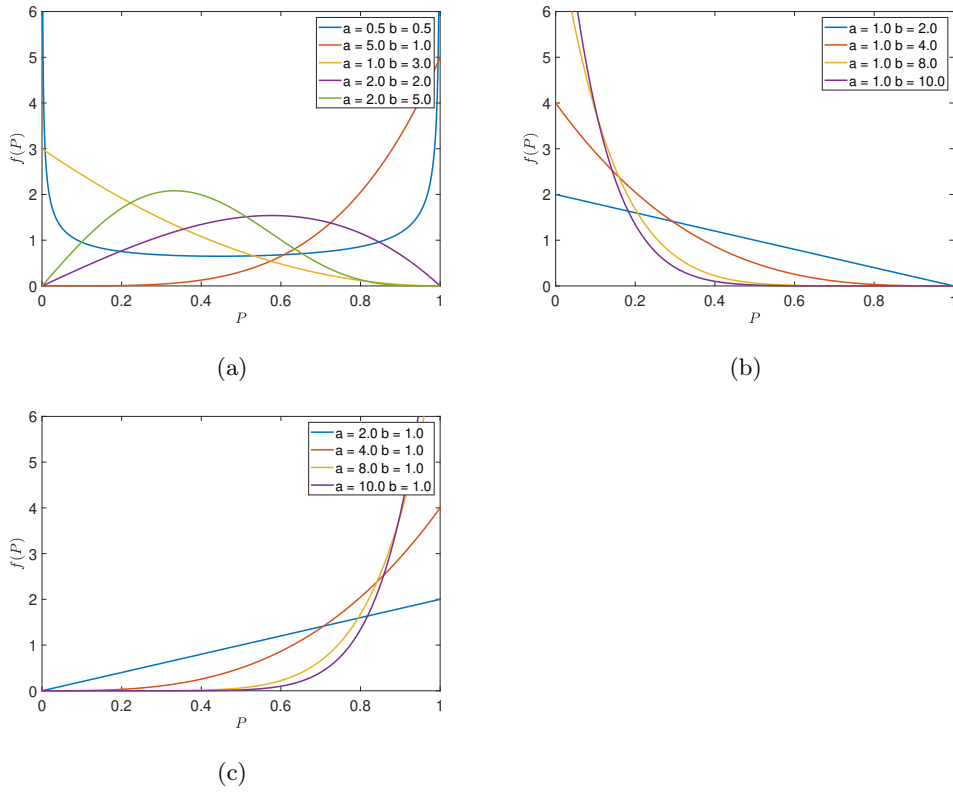 6
5
4
3
2
1
0
f(P)
0 0.2 0.4 0.6 0.8 1
P
a = 0.5 b = 0.5
a = 5.0 b = 1.0
a = 1.0 b = 3.0
a = 2.0 b = 2.0
a = 2.0 b = 5.0
(a)
6
5
4
3
2
1
0
f(P)
0 0.2 0.4 0.6 0.8 1
P
a = 1.0 b = 2.0
a = 1.0 b = 4.0
a = 1.0 b = 8.0
a = 1.0 b = 10.0
(b)
6
5
4
3
2
1
0
f(P)
0 0.2 0.4 0.6 0.8 1
P
a = 2.0 b = 1.0
a = 4.0 b = 1.0
a = 8.0 b = 1.0
a = 10.0 b = 1.0
(c)